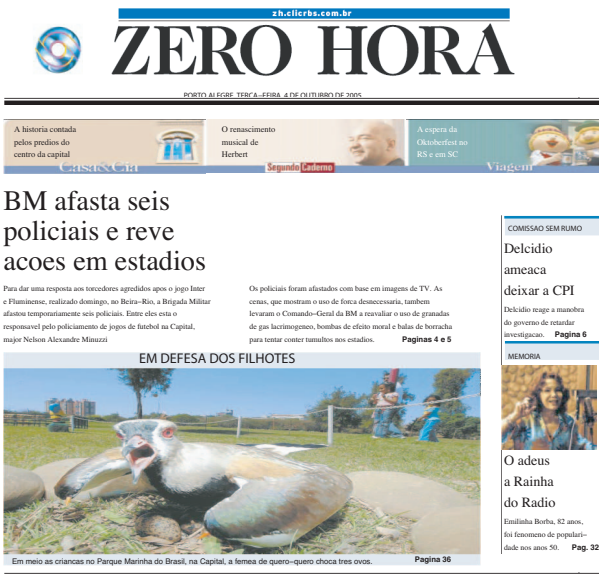 zh.clicrbs.com.br
ZERO HORA
PORTO ALEGRE, TERCA-FEIRA, 4 DE OUTUBRO DE 2005
A historia contada
pelos predios do
centro da capital
Casa&Cia
O renascimento
musical de
Herbert
Segundo Caderno
A espera da
Oktoberfest no
RS e em SC
Viagem
BM afasta seis
policiais e reve
acoes em estadios
Para dar uma resposta aos torcedores agredidos apos o jogo Inter
e Fluminense, realizado domingo, no Beira-Rio, a Brigada Militar
afastou temporariamente seis policiais. Entre eles esta o
responsavel pelo policiamento de jogos de futebol na Capital,
major Nelson Alexandre Minuzzi
Os policiais foram afastados com base em imagens de TV. As
cenas, que mostram o uso de forca desnecessaria, tambem
levaram o Comando-Geral da BM a reavaliar o uso de granadas
de gas lacrimogeneo, bombas de efeito moral e balas de borracha
para tentar conter tumultos nos estadios. Paginas 4 e 5
COMISSAO SEM RUMO
Delcidio
ameaca
deixar a CPI
Delcidio reage a manobra
do governo de retardar
investigacao. Pagina 6
EM DEFESA DOS FILHOTES
Em meio as criancas no Parque Marinha do Brasil, na Capital, a femea de quero-quero choca tres ovos. Pagina 36
MEMORIA
O adeus
a Rainha
do Radio
Emilinha Borba, 82 anos,
foi fenomeno de populari-
dade nos anos 50. Pag. 32